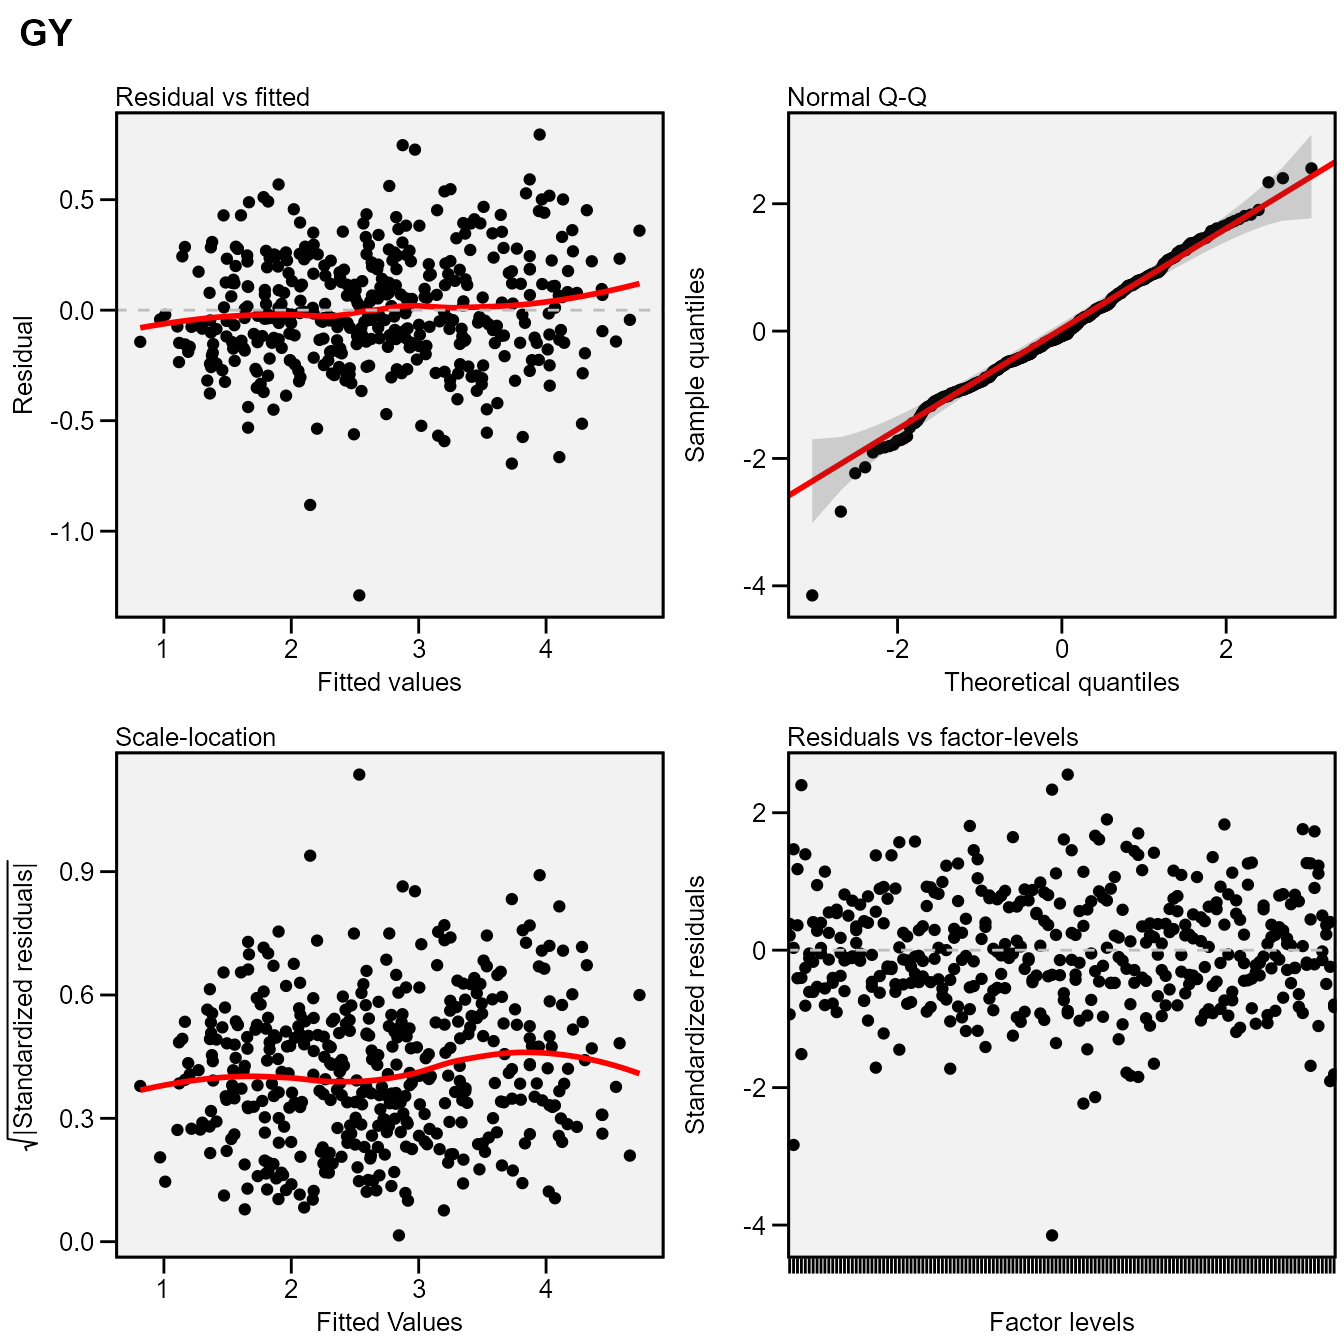 GY
Residual vs fitted
Residual
0.5
0.0
-0.5
-1.0
1 2 3 4
Fitted values
Normal Q-Q
Sample quantiles
2
0
-2
-4
-2 0 2
Theoretical quantiles
Scale-location
√|Standardized residuals|
0.9
0.6
0.3
0.0
1 2 3 4
Fitted Values
Residuals vs factor-levels
Standardized residuals
2
0
-2
-4
Factor levels